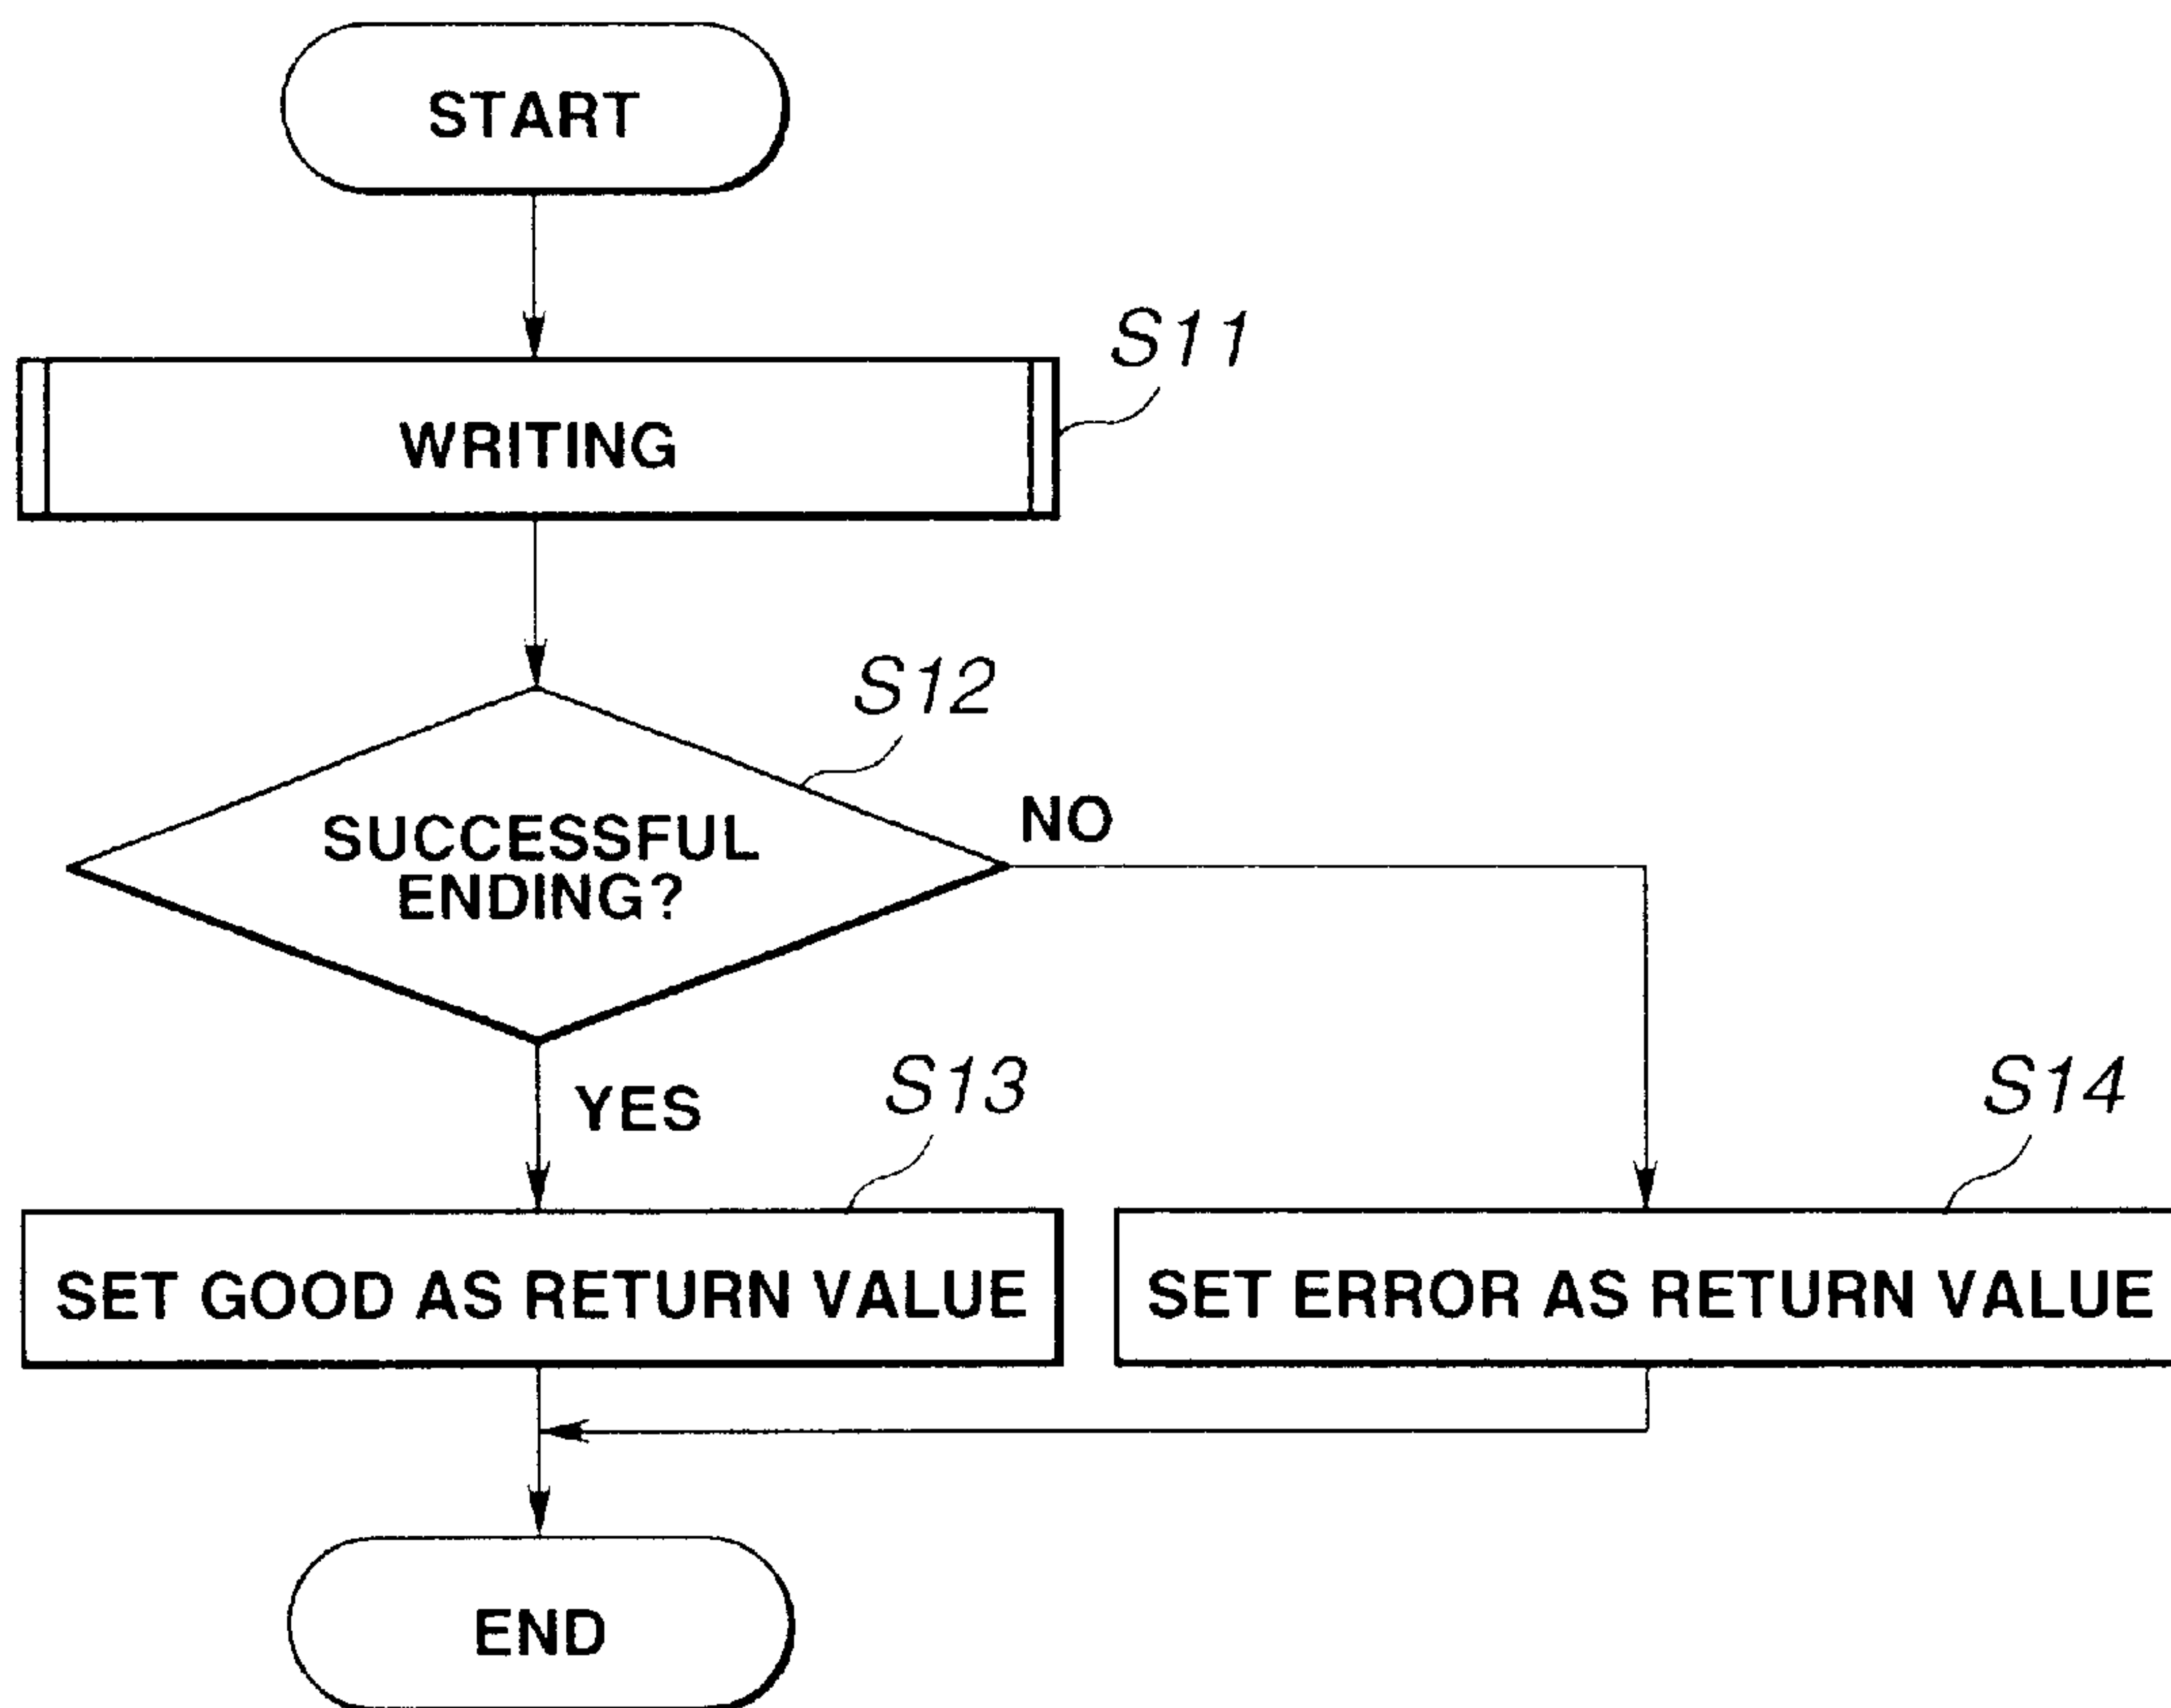 START
S11
WRITING
S12
NO
SUCCESSFUL
ENDING?
YES
S13
S14
SET GOOD AS RETURN VALUE
SET ERROR AS RETURN VALUE
END